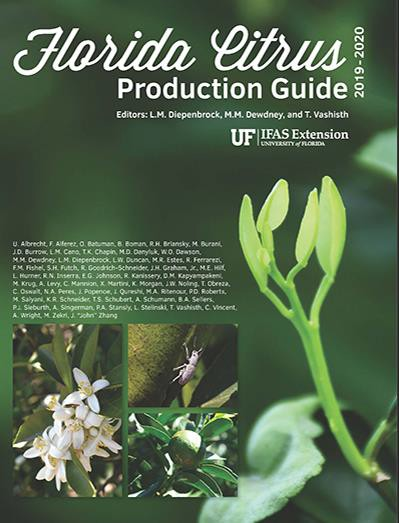 Florida Citrus
Production Guide
2019-2020
Editors: L.M. Diepenbrock, M.M. Dewdney, and T. Vashisth
UF IFAS Extension
UNIVERSITY of FLORIDA
U. Albrecht, F. Alferez, O. Batuman, B. Boman, R.H. Brlansky, M. Burani,
J.D. Burrow, L.M. Cano, T.K. Chapin, M.D. Danyluk, W.O. Dawson,
M.M. Dewdney, L.M. Diepenbrock, L.W. Duncan, M.R. Estes, R. Ferrarezi,
F.M. Fishel, S.H. Futch, R. Goodrich-Schneider, J.H. Graham, Jr., M.E. Hilf,
L. Hurner, R.N. Inserra, E.G. Johnson, R. Kanissery, D.M. Kapyampakeni,
M. Krug, A. Levy, C. Mannion, X. Martini, K. Morgan, J.W. Noling, T. Obreza,
C. Oswalt, N.A. Peres, J. Popenoe, J. Qureshi, M.A. Ritenour, P.D. Roberts,
M. Salyani, K.R. Schneider, T.S. Schubert, A. Schumann, B.A. Sellers,
P.J. Sieburth, A. Singerman, P.A. Stansly, L. Stelinski, T. Vashisth, C. Vincent,
A. Wright, M. Zekri, J. "John" Zhang